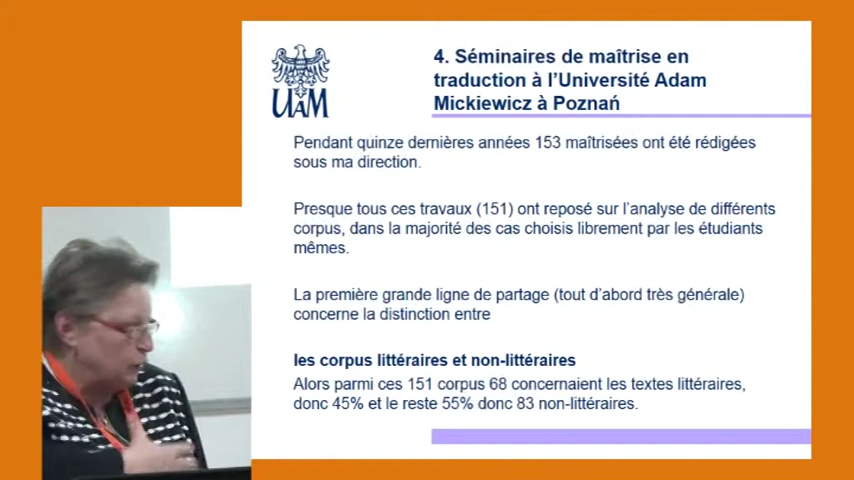 UAM
4. Séminaires de maîtrise en
traduction à l'Université Adam
Mickiewicz à Poznań
Pendant quinze dernières années 153 maîtrisées ont été rédigées
sous ma direction.
Presque tous ces travaux (151) ont reposé sur l'analyse de différents
corpus, dans la majorité des cas choisis librement par les étudiants
mêmes.
La première grande ligne de partage (tout d'abord très générale)
concerne la distinction entre
les corpus littéraires et non-littéraires
Alors parmi ces 151 corpus 68 concernaient les textes littéraires,
donc 45% et le reste 55% donc 83 non-littéraires.